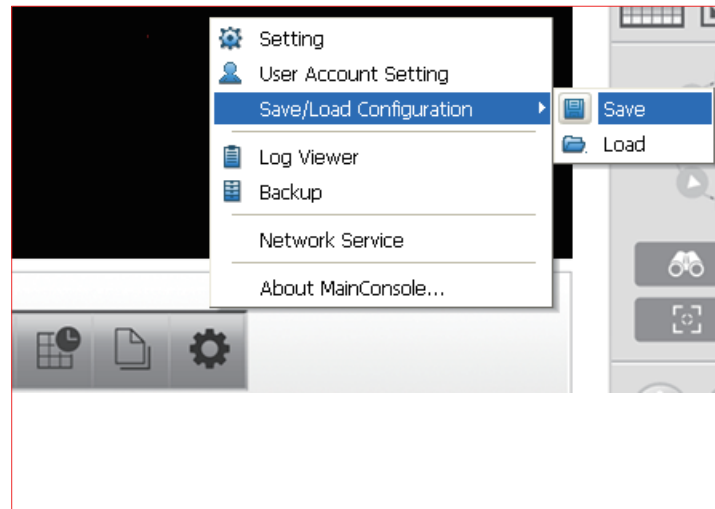 Setting
User Account Setting
Save/Load Configuration
Save
Load
Log Viewer
Backup
Network Service
About MainConsole...